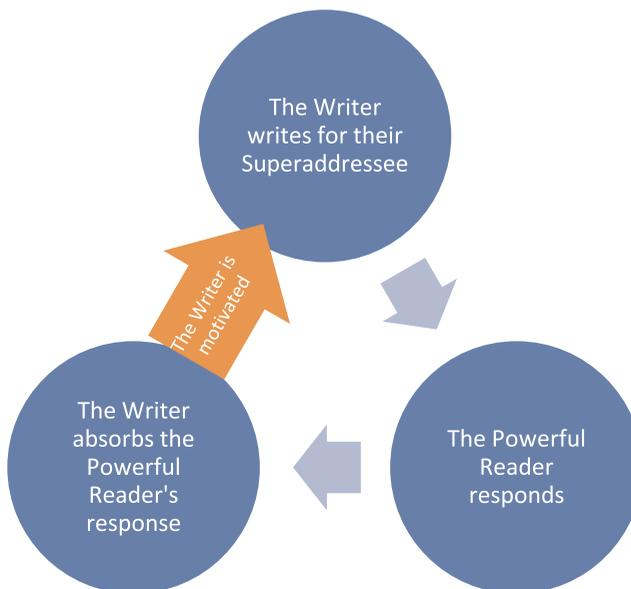 The Writer
writes for their
Superaddressee
The Powerful
Reader
responds
The Writer
absorbs the
Powerful
Reader's
response
The Writer is
motivated